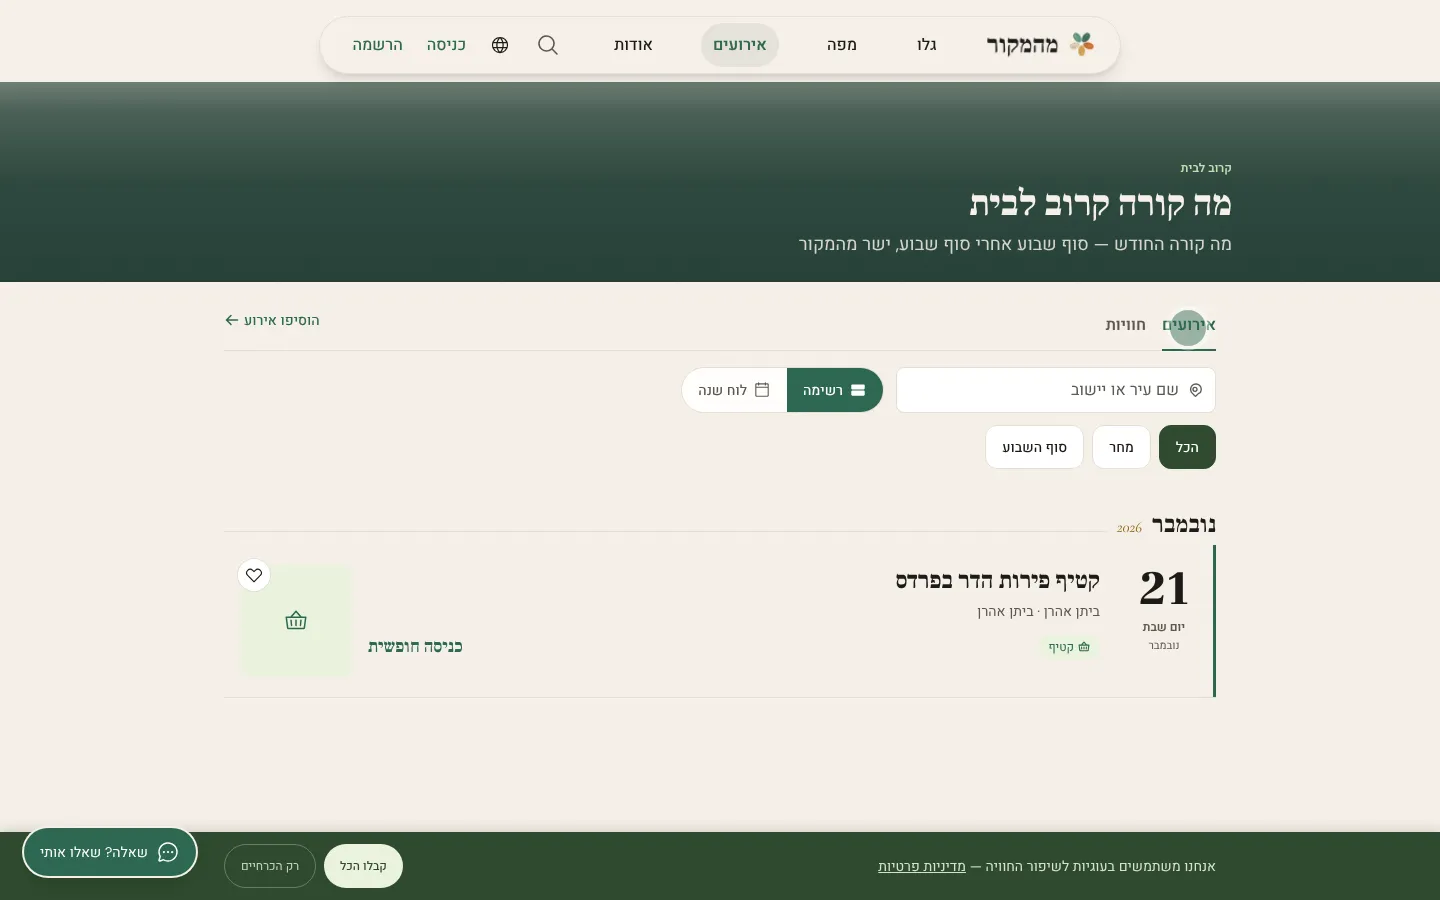 מהמקור
גלו
מפה
אירועים
אודות
כניסה
הרשמה
קרוב לבית
מה קורה קרוב לבית
מה קורה החודש — סוף שבוע אחרי סוף שבוע, ישר מהמקור
אירועים
חוויות
הוסיפו אירוע ←
שם עיר או יישוב
רשימה
לוח שנה
הכל
מחר
סוף השבוע
נובמבר 2026
21
יום שבת
נובמבר
קטיף פירות הדר בפרדס
ביתן אהרן · ביתן אהרן
קטיף
כניסה חופשית
אנחנו משתמשים בעוגיות לשיפור החוויה — מדיניות פרטיות
קבלו הכל
רק הכרחיים
שאלה? שאלו אותי